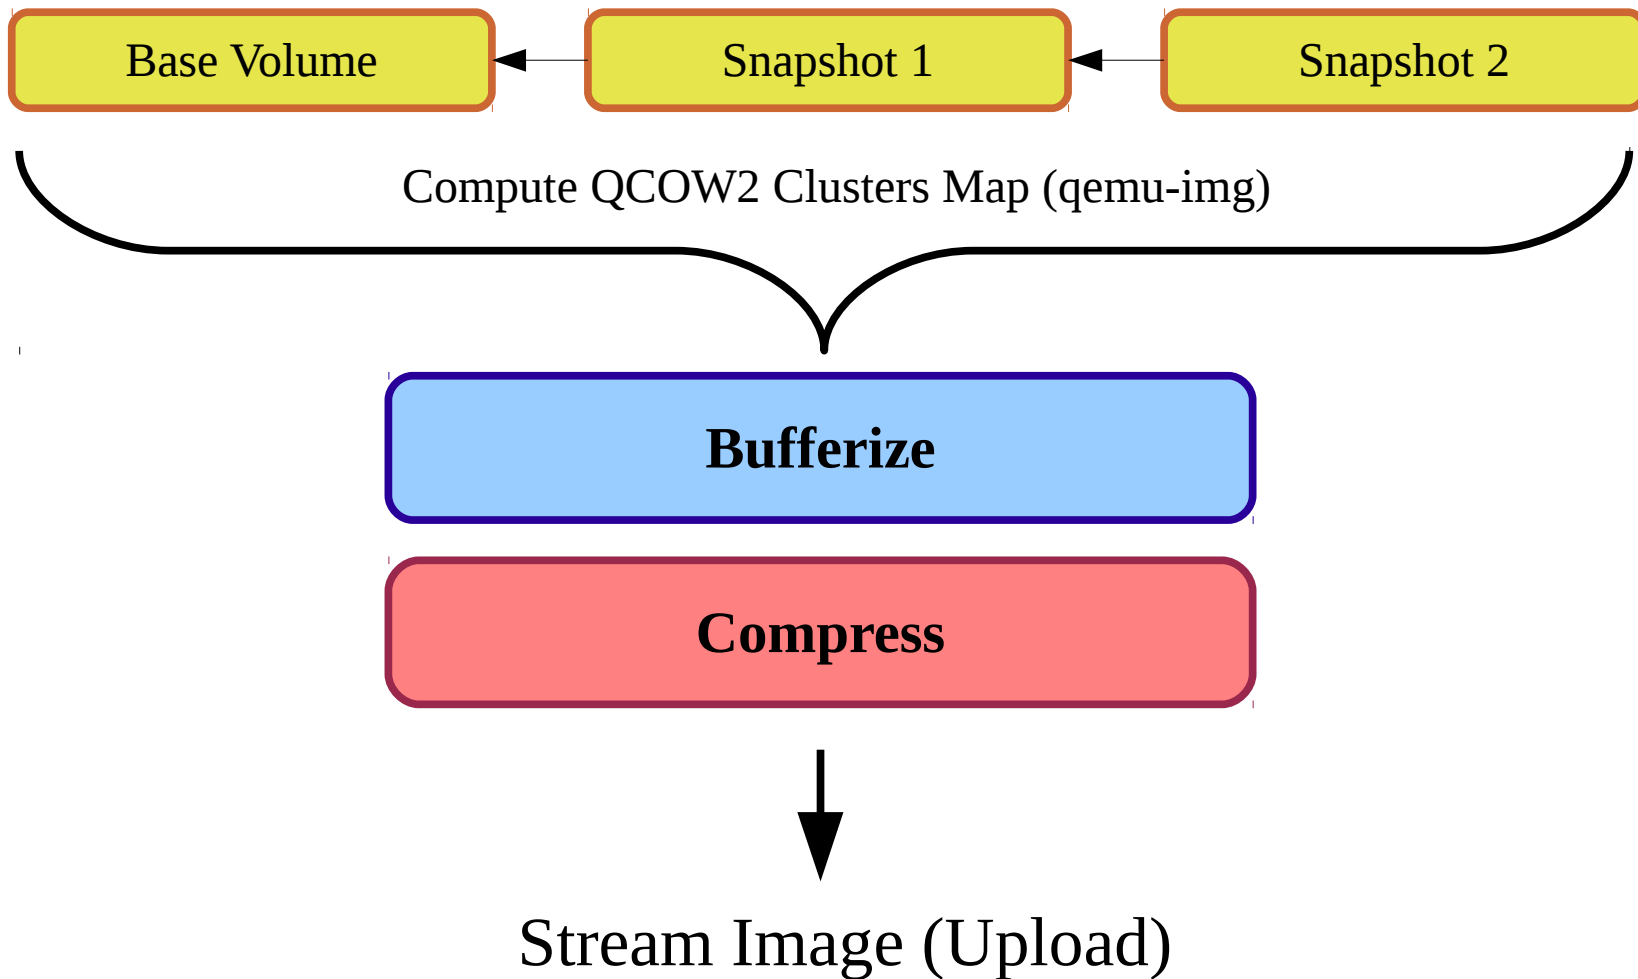 Base Volume
Snapshot 1
Snapshot 2
Compute QCOW2 Clusters Map (qemu-img)
Bufferize
Compress
Stream Image (Upload)